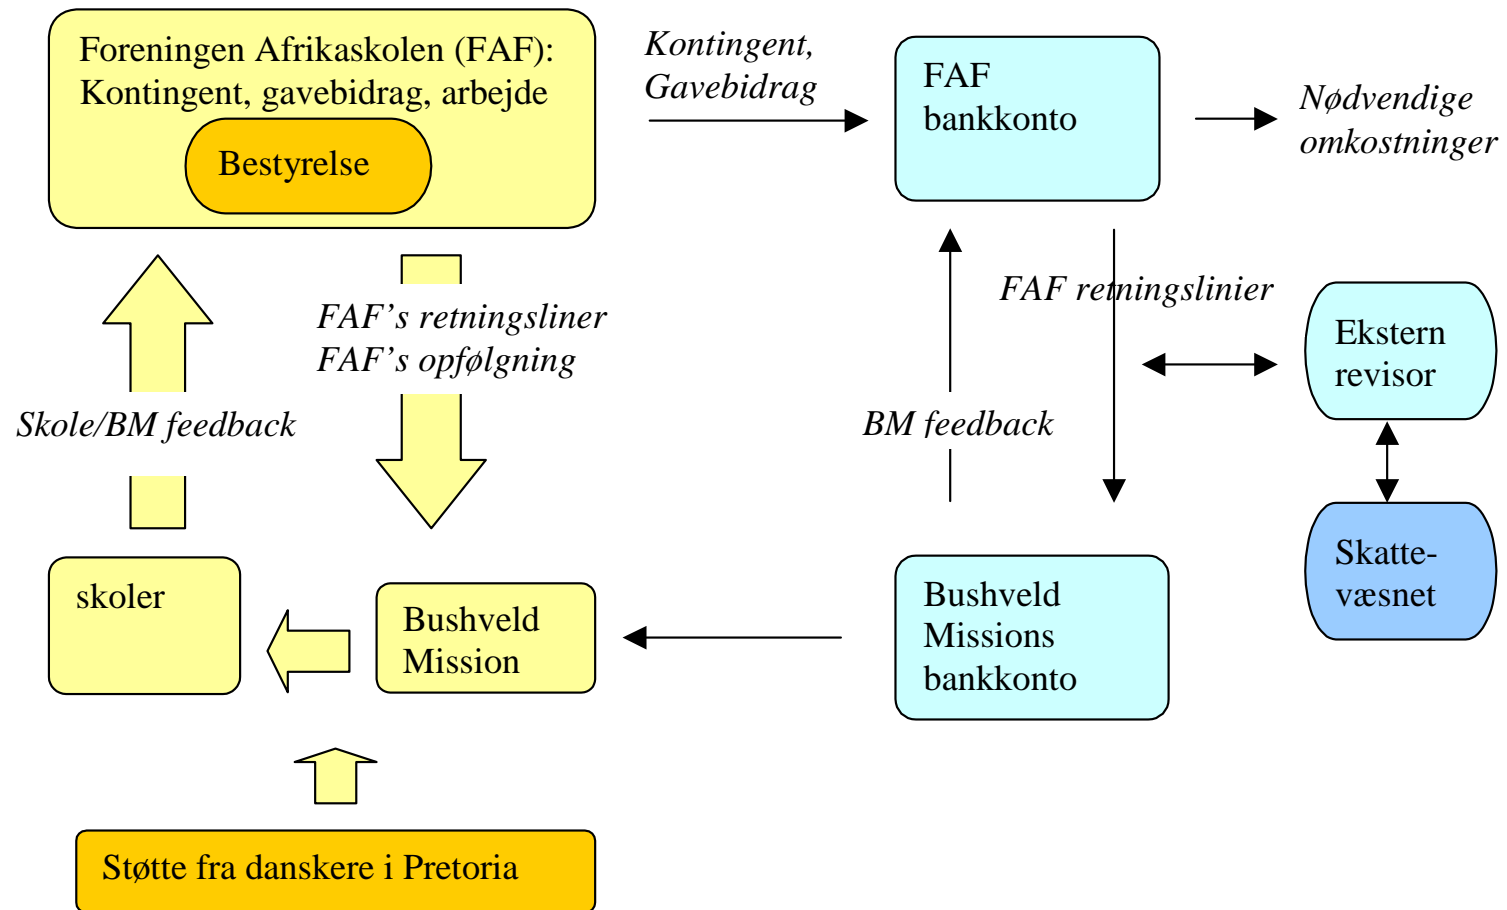 Foreningen Afrikaskolen (FAF):
Kontingent, gavebidrag, arbejde
Bestyrelse
Kontingent,
Gavebidrag
FAF
bankkonto
Nødvendige
omkostninger
FAF's retningsliner
FAF's opfølgning
FAF retningslinier
Skole/BM feedback
BM feedback
Ekstern
revisor
Skatte-
væsnet
skoler
Bushveld
Mission
Bushveld
Missions
bankkonto
Støtte fra danskere i Pretoria